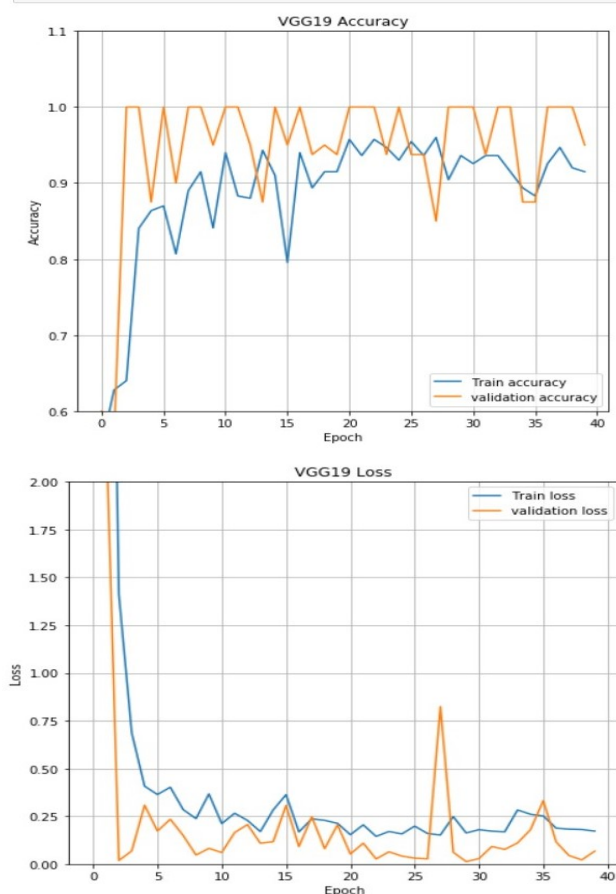 VGG19 Accuracy
1.1
1.0
0.9
0.8
0.7
0.6
Accuracy
0 5 10 15 20 25 30 35 40
Epoch
Train accuracy
validation accuracy
VGG19 Loss
2.00
1.75
1.50
1.25
1.00
0.75
0.50
0.25
0.00
Loss
0 5 10 15 20 25 30 35 40
Epoch
Train loss
validation loss